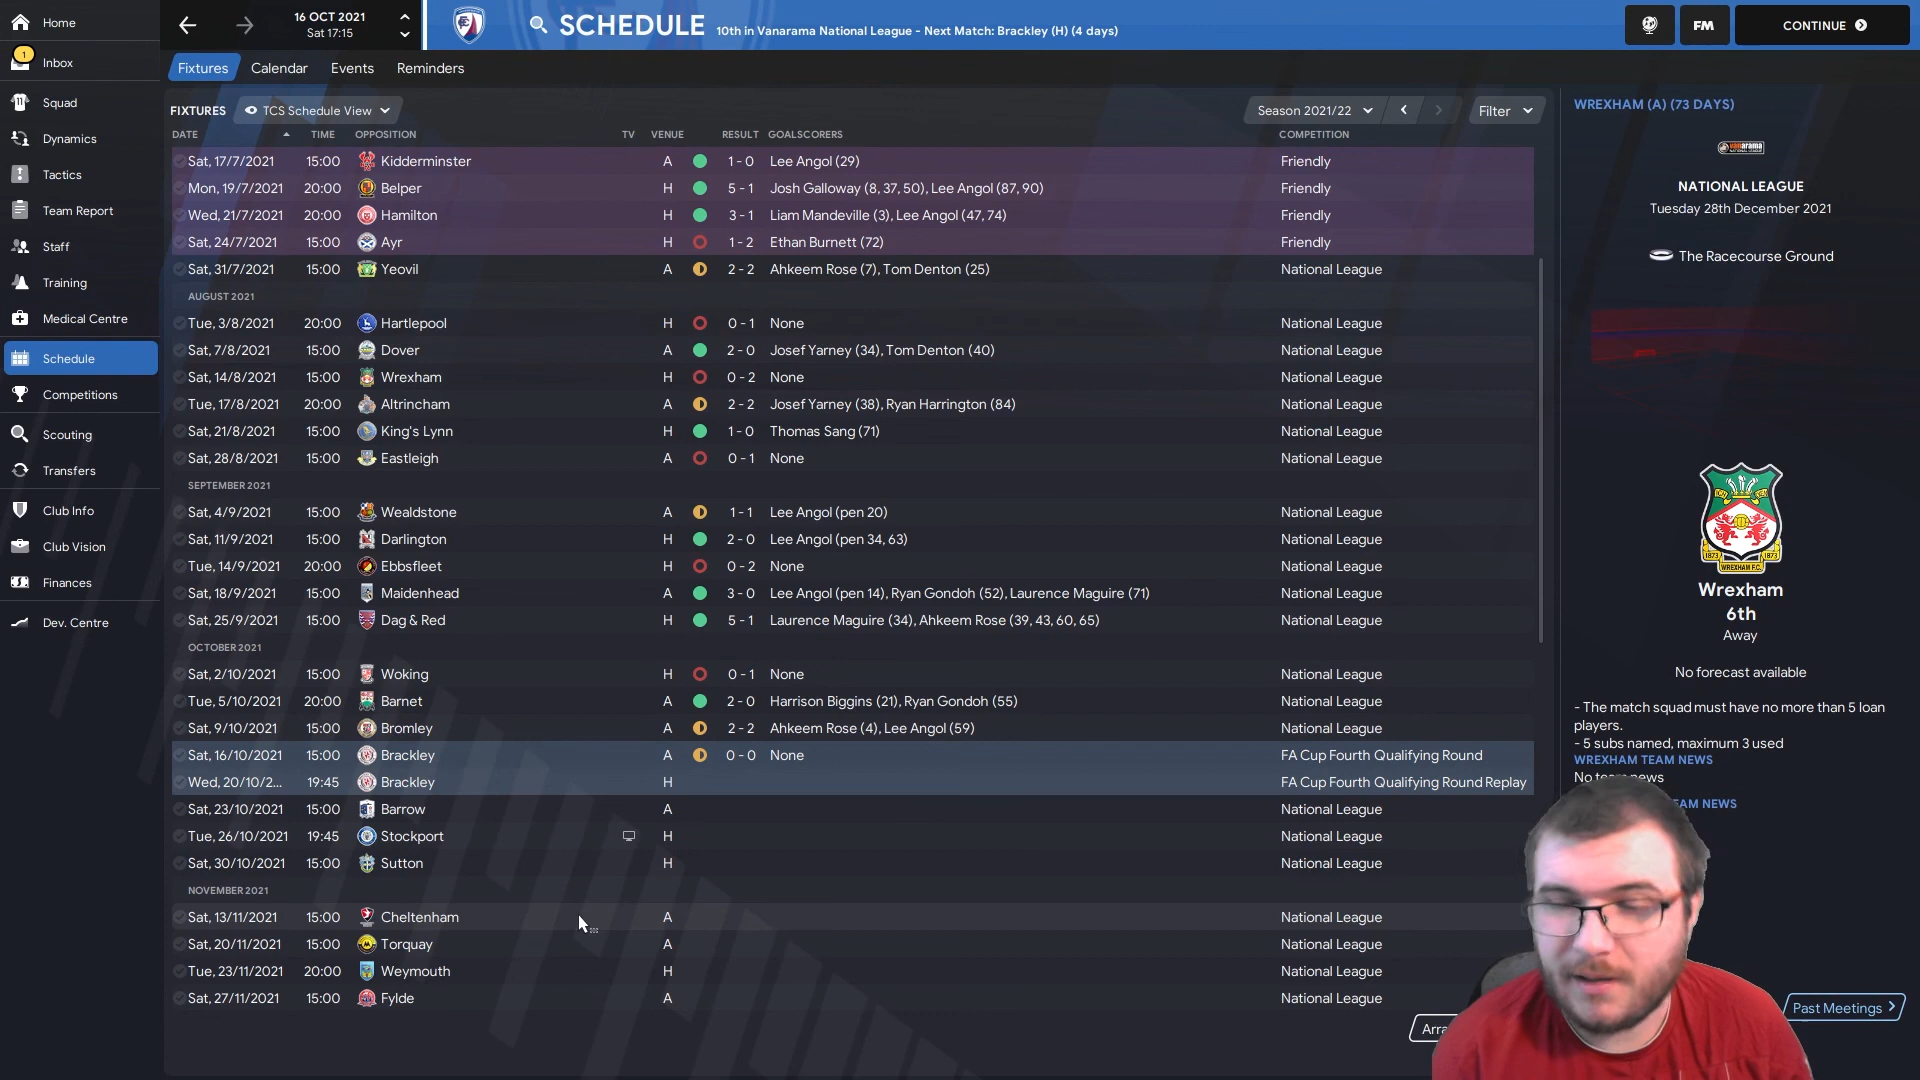 Home
16 OCT 2021
Sat 17:15
SCHEDULE
10th in Vanarama National League - Next Match: Brackley (H) (4 days)
FM
CONTINUE
1
Inbox
Squad
Dynamics
Tactics
Team Report
Staff
Training
Medical Centre
Schedule
Competitions
Scouting
Transfers
Club Info
Club Vision
Finances
Dev. Centre
Fixtures Calendar Events Reminders
FIXTURES TCS Schedule View Season 2021/22 Filter
DATE TIME OPPOSITION TV VENUE RESULT GOALSCORERS COMPETITION
Sat, 17/7/2021 15:00 Kidderminster A 1 - 0 Lee Angol (29) Friendly
Mon, 19/7/2021 20:00 Belper H 5 - 1 Josh Galloway (8, 37, 50), Lee Angol (87, 90) Friendly
Wed, 21/7/2021 20:00 Hamilton H 3 - 1 Liam Mandeville (3), Lee Angol (47, 74) Friendly
Sat, 24/7/2021 15:00 Ayr H 1 - 2 Ethan Burnett (72) Friendly
Sat, 31/7/2021 15:00 Yeovil A 2 - 2 Ahkeem Rose (7), Tom Denton (25) National League
AUGUST 2021
Tue, 3/8/2021 20:00 Hartlepool H 0 - 1 None National League
Sat, 7/8/2021 15:00 Dover A 2 - 0 Josef Yarney (34), Tom Denton (40) National League
Sat, 14/8/2021 15:00 Wrexham H 0 - 2 None National League
Tue, 17/8/2021 20:00 Altrincham A 2 - 2 Josef Yarney (38), Ryan Harrington (84) National League
Sat, 21/8/2021 15:00 King's Lynn H 1 - 0 Thomas Sang (71) National League
Sat, 28/8/2021 15:00 Eastleigh A 0 - 1 None National League
SEPTEMBER 2021
Sat, 4/9/2021 15:00 Wealdstone A 1 - 1 Lee Angol (pen 20) National League
Sat, 11/9/2021 15:00 Darlington H 2 - 0 Lee Angol (pen 34, 63) National League
Tue, 14/9/2021 20:00 Ebbsfleet H 0 - 2 None National League
Sat, 18/9/2021 15:00 Maidenhead A 3 - 0 Lee Angol (pen 14), Ryan Gondoh (52), Laurence Maguire (71) National League
Sat, 25/9/2021 15:00 Dag & Red H 5 - 1 Laurence Maguire (34), Ahkeem Rose (39, 43, 60, 65) National League
OCTOBER 2021
Sat, 2/10/2021 15:00 Woking H 0 - 1 None National League
Tue, 5/10/2021 20:00 Barnet A 2 - 0 Harrison Biggins (21), Ryan Gondoh (55) National League
Sat, 9/10/2021 15:00 Bromley A 2 - 2 Ahkeem Rose (4), Lee Angol (59) National League
Sat, 16/10/2021 15:00 Brackley A 0 - 0 None FA Cup Fourth Qualifying Round
Wed, 20/10/2... 19:45 Brackley H FA Cup Fourth Qualifying Round Replay
Sat, 23/10/2021 15:00 Barrow A National League
Tue, 26/10/2021 19:45 Stockport H National League
Sat, 30/10/2021 15:00 Sutton H National League
NOVEMBER 2021
Sat, 13/11/2021 15:00 Cheltenham A National League
Sat, 20/11/2021 15:00 Torquay A National League
Tue, 23/11/2021 20:00 Weymouth H National League
Sat, 27/11/2021 15:00 Fylde A National League
WREXHAM (A) (73 DAYS)
NATIONAL LEAGUE
Tuesday 28th December 2021
The Racecourse Ground
1873 1873
WREXHAM F.C.
Wrexham
6th
Away
No forecast available
- The match squad must have no more than 5 loan
players.
- 5 subs named, maximum 3 used
WREXHAM TEAM NEWS
No news
NEWS
Past Meetings